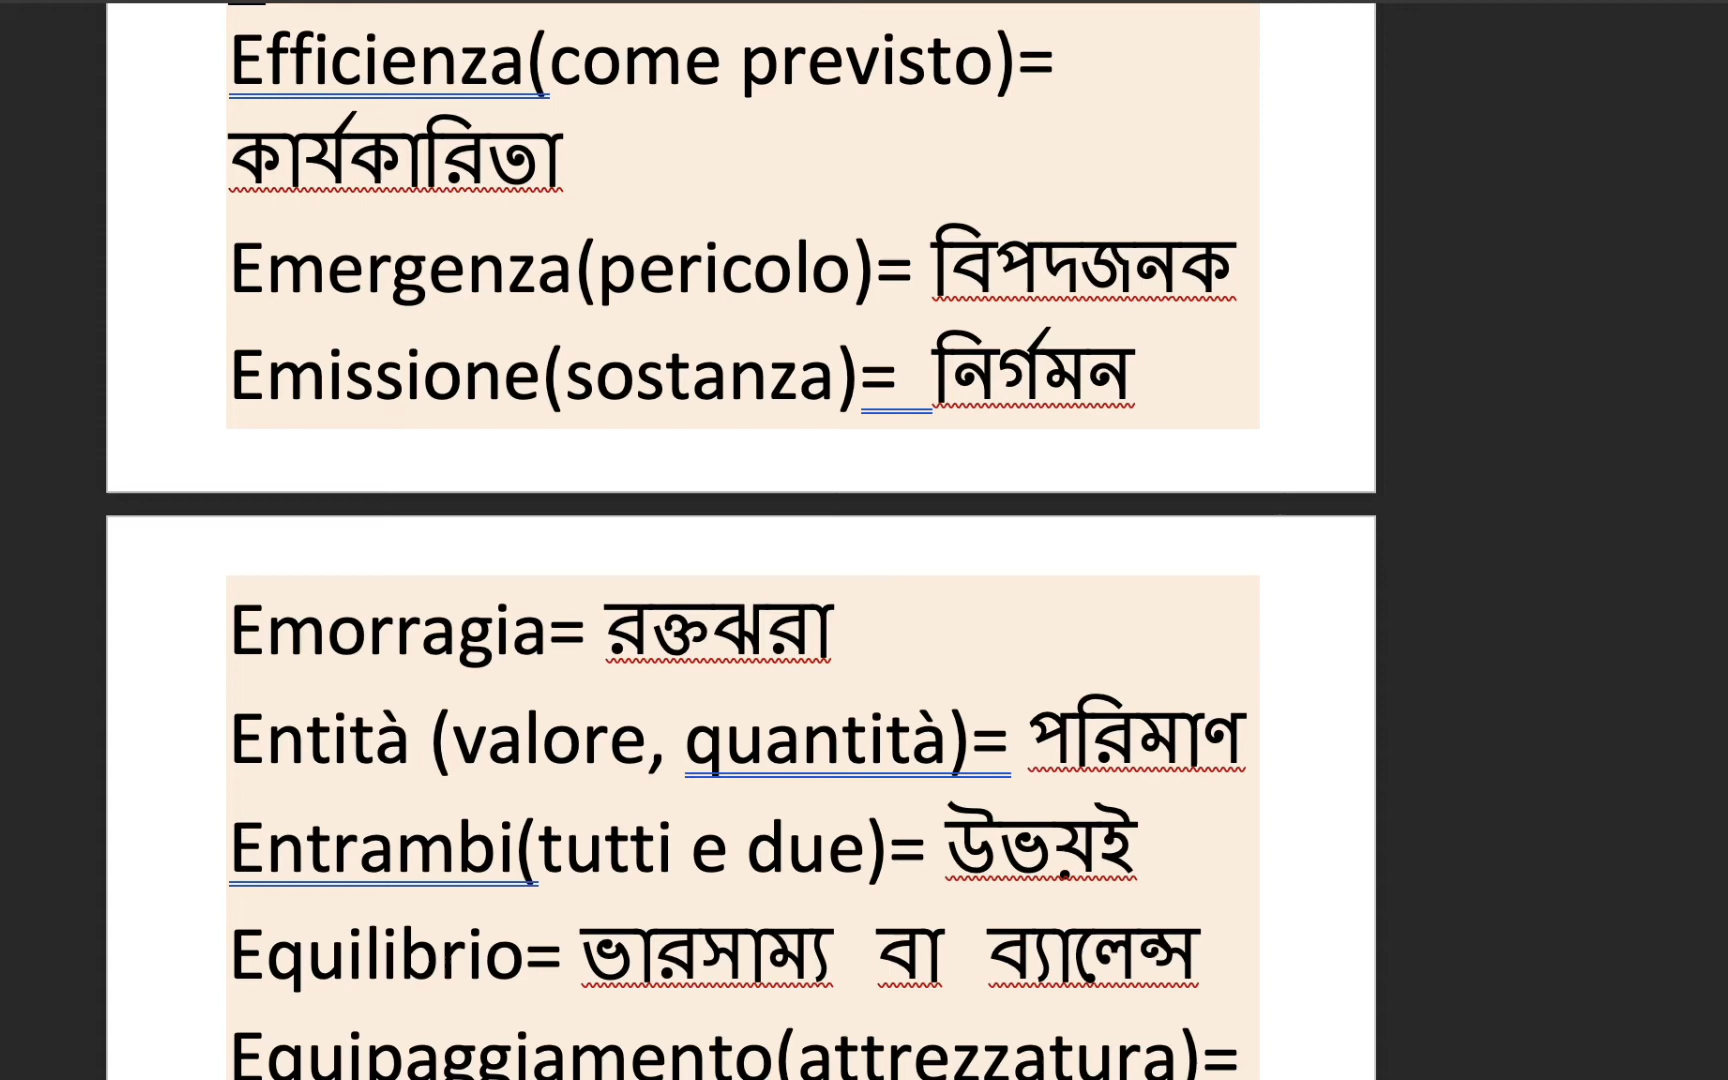 Efficienza(come previsto)=
কার্যকারিতা
Emergenza(pericolo)= বিপদজনক
Emissione(sostanza)= নির্গমন
Emorragia= রক্তঝরা
Entità (valore, quantità)= পরিমাণ
Entrambi(tutti e due)= উভয়ই
Equilibrio= ভারসাম্য বা ব্যালেন্স
Equipaggiamento(attrezzatura)=